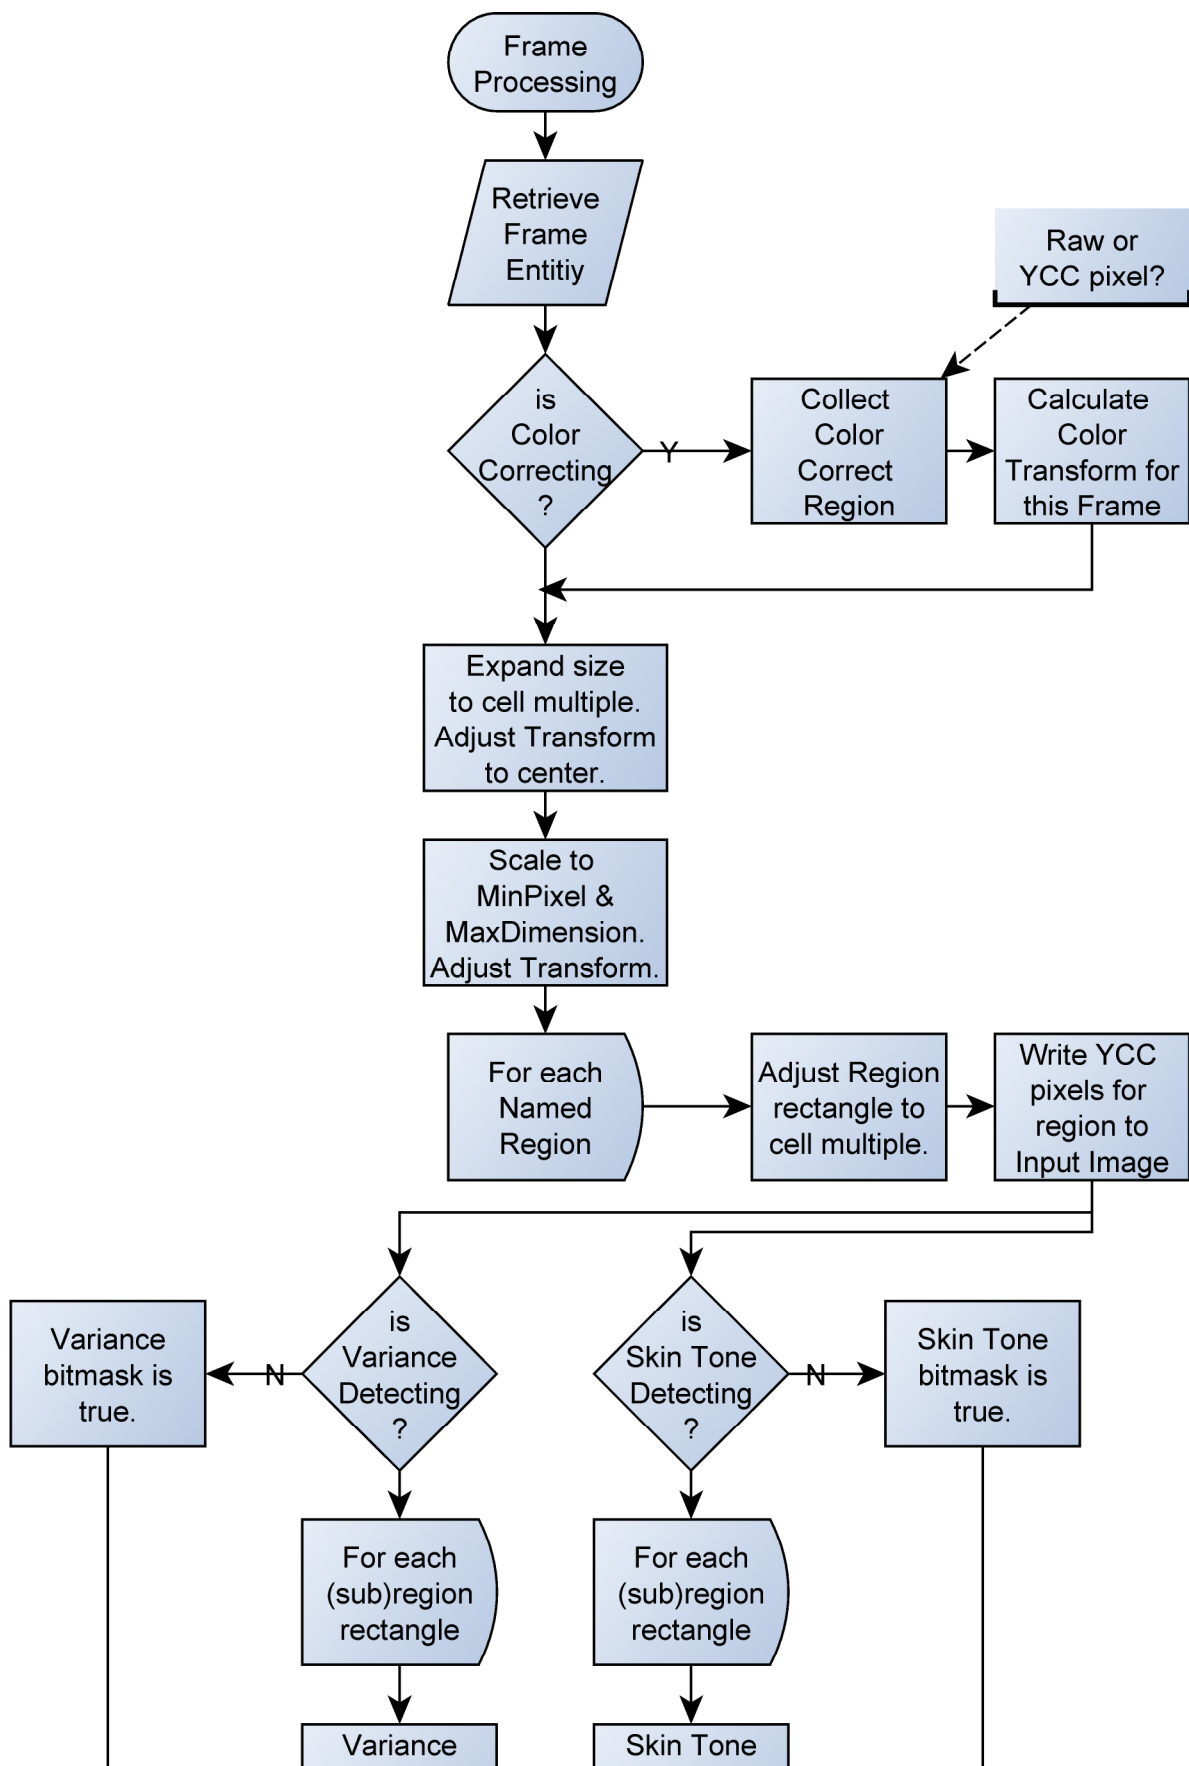 Frame
Processing
Retrieve
Frame
Entitiy
Raw or
YCC pixel?
is
Color
Correcting
?
Y
Collect
Color
Correct
Region
Calculate
Color
Transform for
this Frame
Expand size
to cell multiple.
Adjust Transform
to center.
Scale to
MinPixel &
MaxDimension.
Adjust Transform.
For each
Named
Region
Adjust Region
rectangle to
cell multiple.
Write YCC
pixels for
region to
Input Image
Variance
bitmask is
true.
N
is
Variance
Detecting
?
is
Skin Tone
Detecting
?
N
Skin Tone
bitmask is
true.
For each
(sub)region
rectangle
For each
(sub)region
rectangle
Variance
Skin Tone